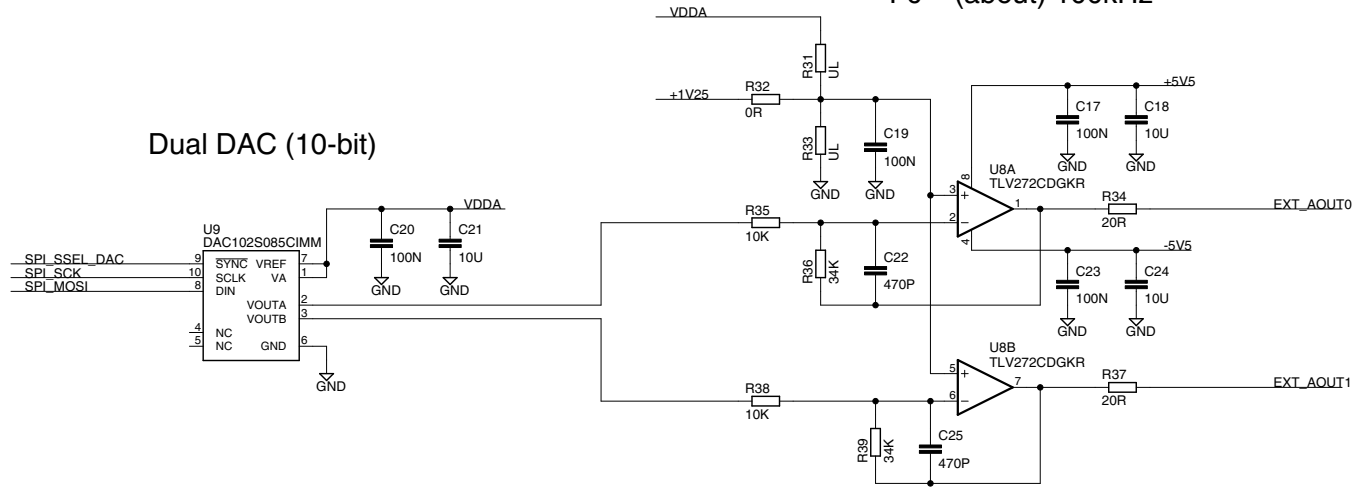 VDDA
R31
UL
+1V25
R32
0R
R33
UL
C19
100N
GND
GND
+5V5
C17
100N
C18
10U
GND
GND
Dual DAC (10-bit)
U8A
TLV272CDGKR
8
3
+
2
−
1
4
R34
20R
EXT_AOUT0
-5V5
C23
100N
C24
10U
GND
GND
R35
10K
R36
34K
C22
470P
U9
DAC102S085CIMM
VDDA
C20
100N
C21
10U
GND
GND
SPI_SSEL_DAC
9
SYNC
VREF
7
SPI_SCK
10
SCLK
VA
1
SPI_MOSI
8
DIN
VOUTA
2
VOUTB
3
4
NC
5
NC
GND
6
GND
U8B
TLV272CDGKR
5
+
6
−
7
R37
20R
EXT_AOUT1
R38
10K
R39
34K
C25
470P